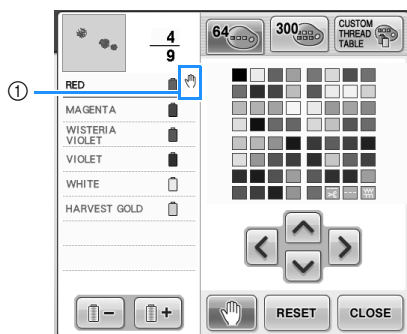 4
9
64
300
CUSTOM
THREAD
TABLE
1
RED
MAGENTA
WISTERIA
VIOLET
VIOLET
WHITE
HARVEST GOLD
RESET
CLOSE